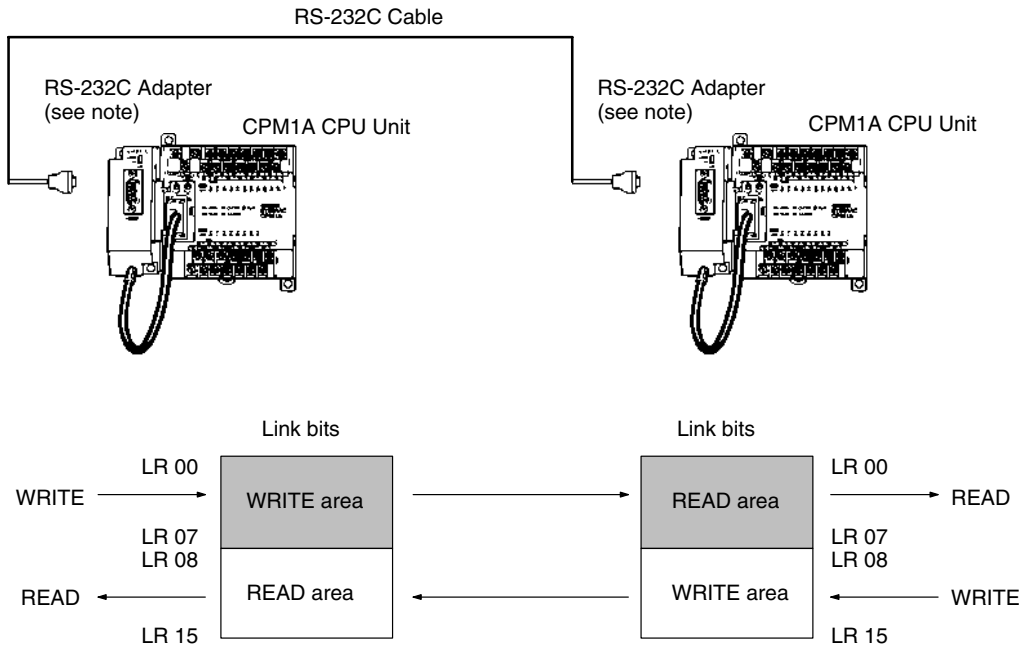 RS-232C Cable
RS-232C Adapter
(see note)
CPM1A CPU Unit
RS-232C Adapter
(see note)
CPM1A CPU Unit
Link bits
Link bits
LR 00
LR 00
WRITE
WRITE area
READ area
READ
LR 07
LR 07
LR 08
LR 08
READ
READ area
WRITE area
WRITE
LR 15
LR 15